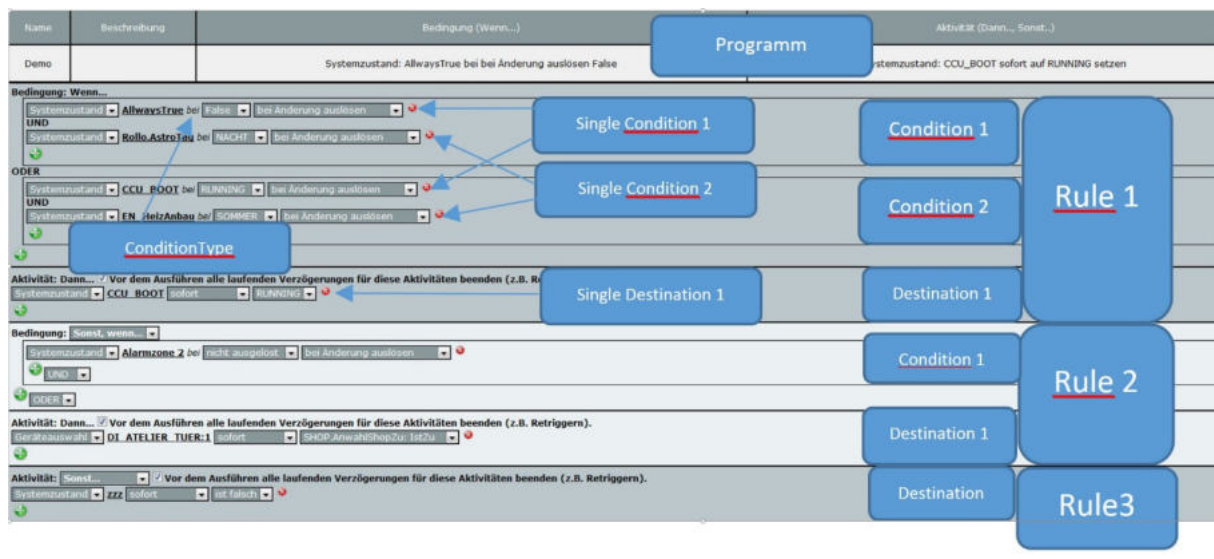 Name Beschreibung Bedingung (Wenn...) Aktivität (Dann.., Sonst..)
Programm
Demo Systemzustand: AllwaysTrue bei bei Änderung auslösen False ystemzustand: CCU_BOOT sofort auf RUNNING setzen
Bedingung: Wenn...
Systemzustand AllwaysTrue bei False bei Änderung auslösen
UND
Systemzustand Rollo.AstroTag bei NACHT bei Änderung auslösen
Single Condition 1
Condition 1
Rule 1
ODER
Systemzustand CCU_BOOT bei RUNNING bei Änderung auslösen
UND
Systemzustand EN_HeizAnbau bei SOMMER bei Änderung auslösen
Single Condition 2
Condition 2
ConditionType
Aktivität: Dann... Vor dem Ausführen alle laufenden Verzögerungen für diese Aktivitäten beenden (z.B. R
Systemzustand CCU_BOOT sofort RUNNING
Single Destination 1
Destination 1
Bedingung: Sonst, wenn...
Systemzustand Alarmzone 2 bei nicht ausgelöst bei Änderung auslösen
UND
ODER
Condition 1
Rule 2
Aktivität: Dann... Vor dem Ausführen alle laufenden Verzögerungen für diese Aktivitäten beenden (z.B. Retriggern).
Geräteauswahl DI_ATELIER_TUER:1 sofort SHOP.AnwahlShopZu: IstZu
Destination 1
Aktivität: Sonst... Vor dem Ausführen alle laufenden Verzögerungen für diese Aktivitäten beenden (z.B. Retriggern).
Systemzustand zzz sofort ist falsch
Destination
Rule3